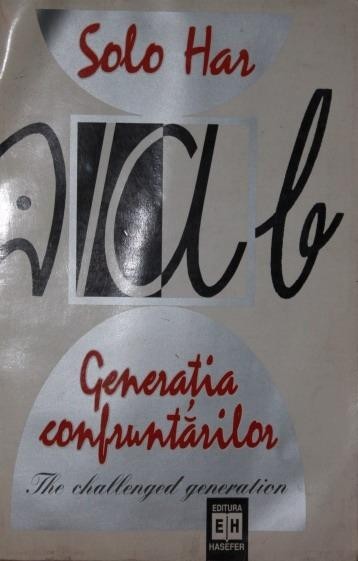 Solo Har
a b
Generația
confruntărilor
The challenged generation
EDITURA
EH
HASEFER